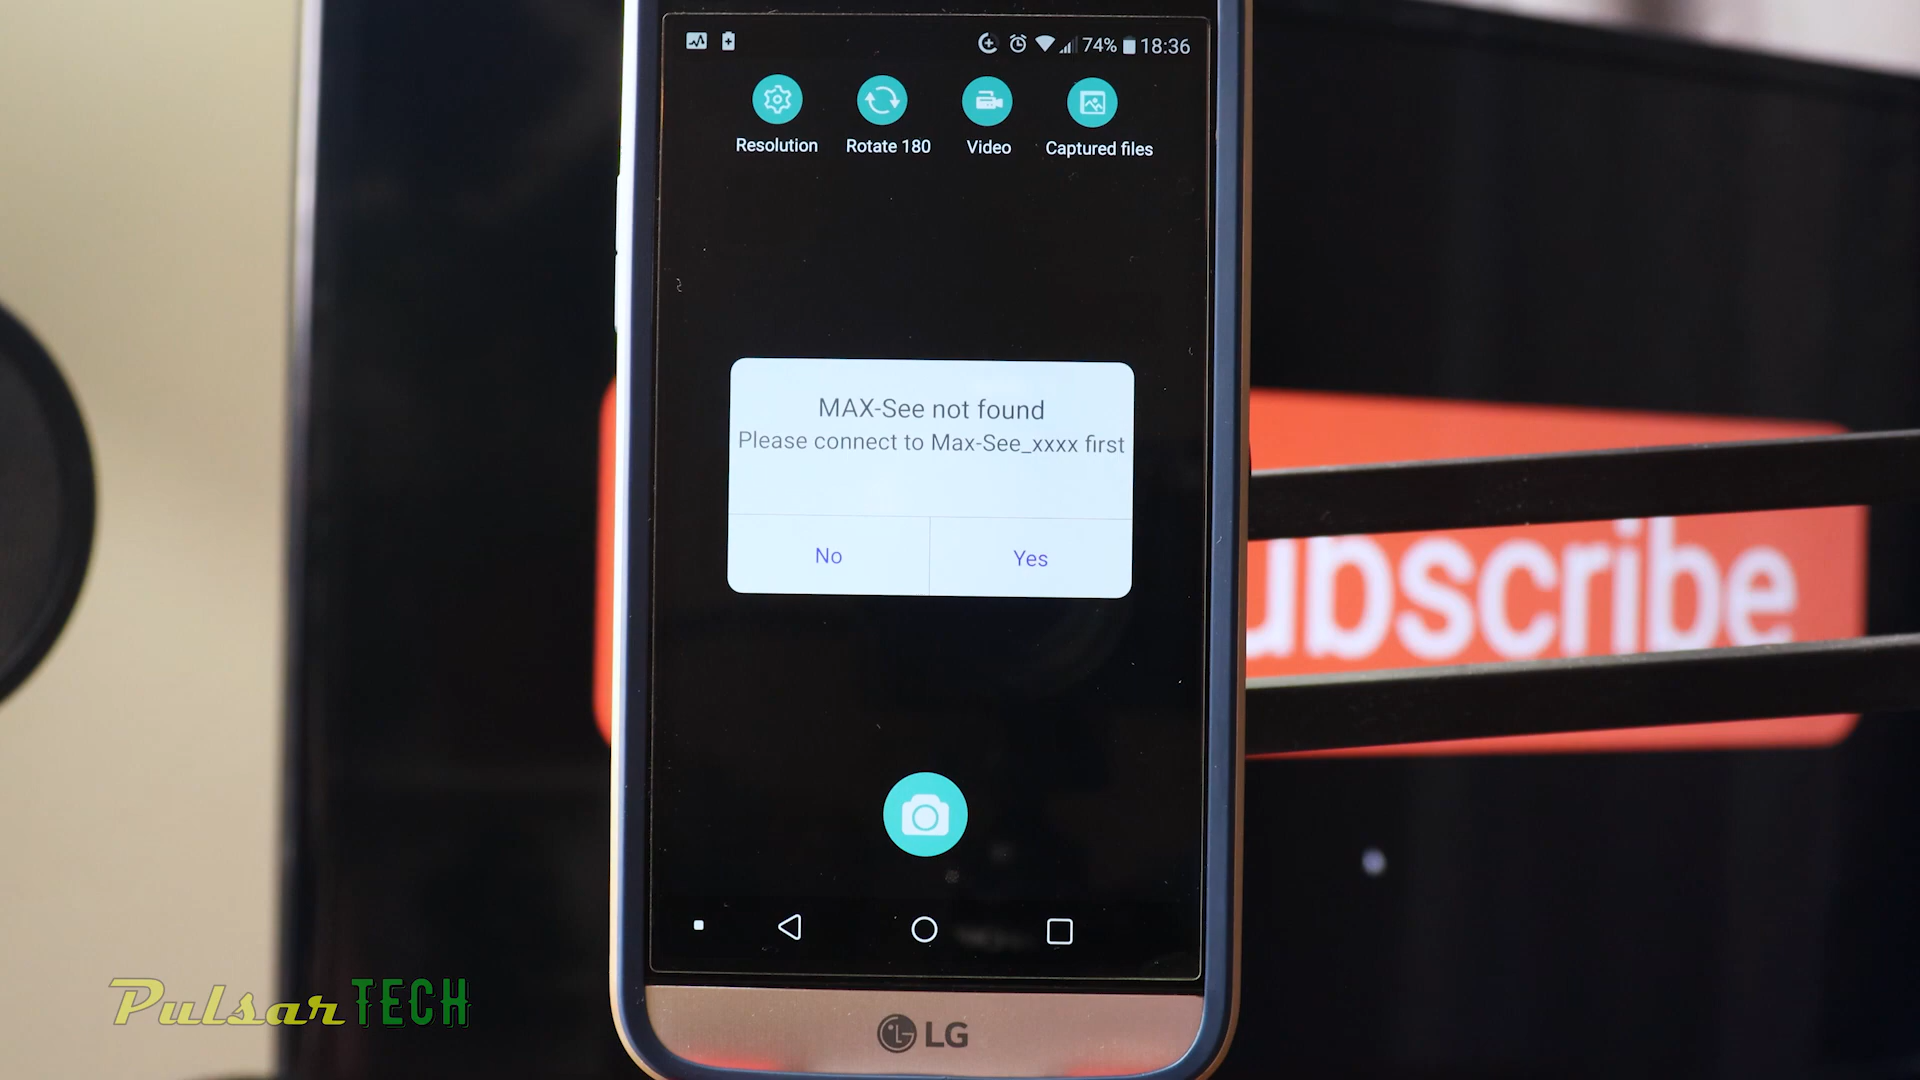 74% 18:36
Resolution Rotate 180 Video Captured files
MAX-See not found
Please connect to Max-See_xxxx first
No Yes
ubscribe
PulsarTECH
LG